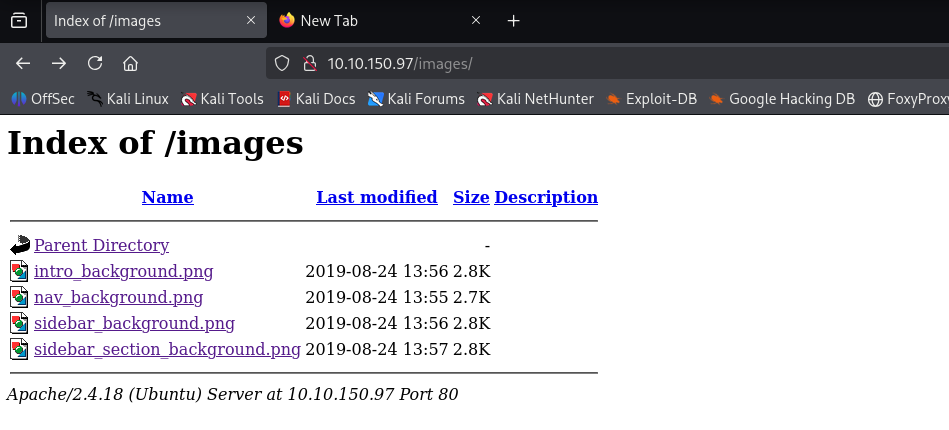 Index of /images
New Tab
10.10.150.97/images/
OffSec Kali Linux Kali Tools Kali Docs Kali Forums Kali NetHunter Exploit-DB Google Hacking DB FoxyProxy
Index of /images
Name Last modified Size Description
Parent Directory -
intro_background.png 2019-08-24 13:56 2.8K
nav_background.png 2019-08-24 13:55 2.7K
sidebar_background.png 2019-08-24 13:56 2.8K
sidebar_section_background.png 2019-08-24 13:57 2.8K
Apache/2.4.18 (Ubuntu) Server at 10.10.150.97 Port 80